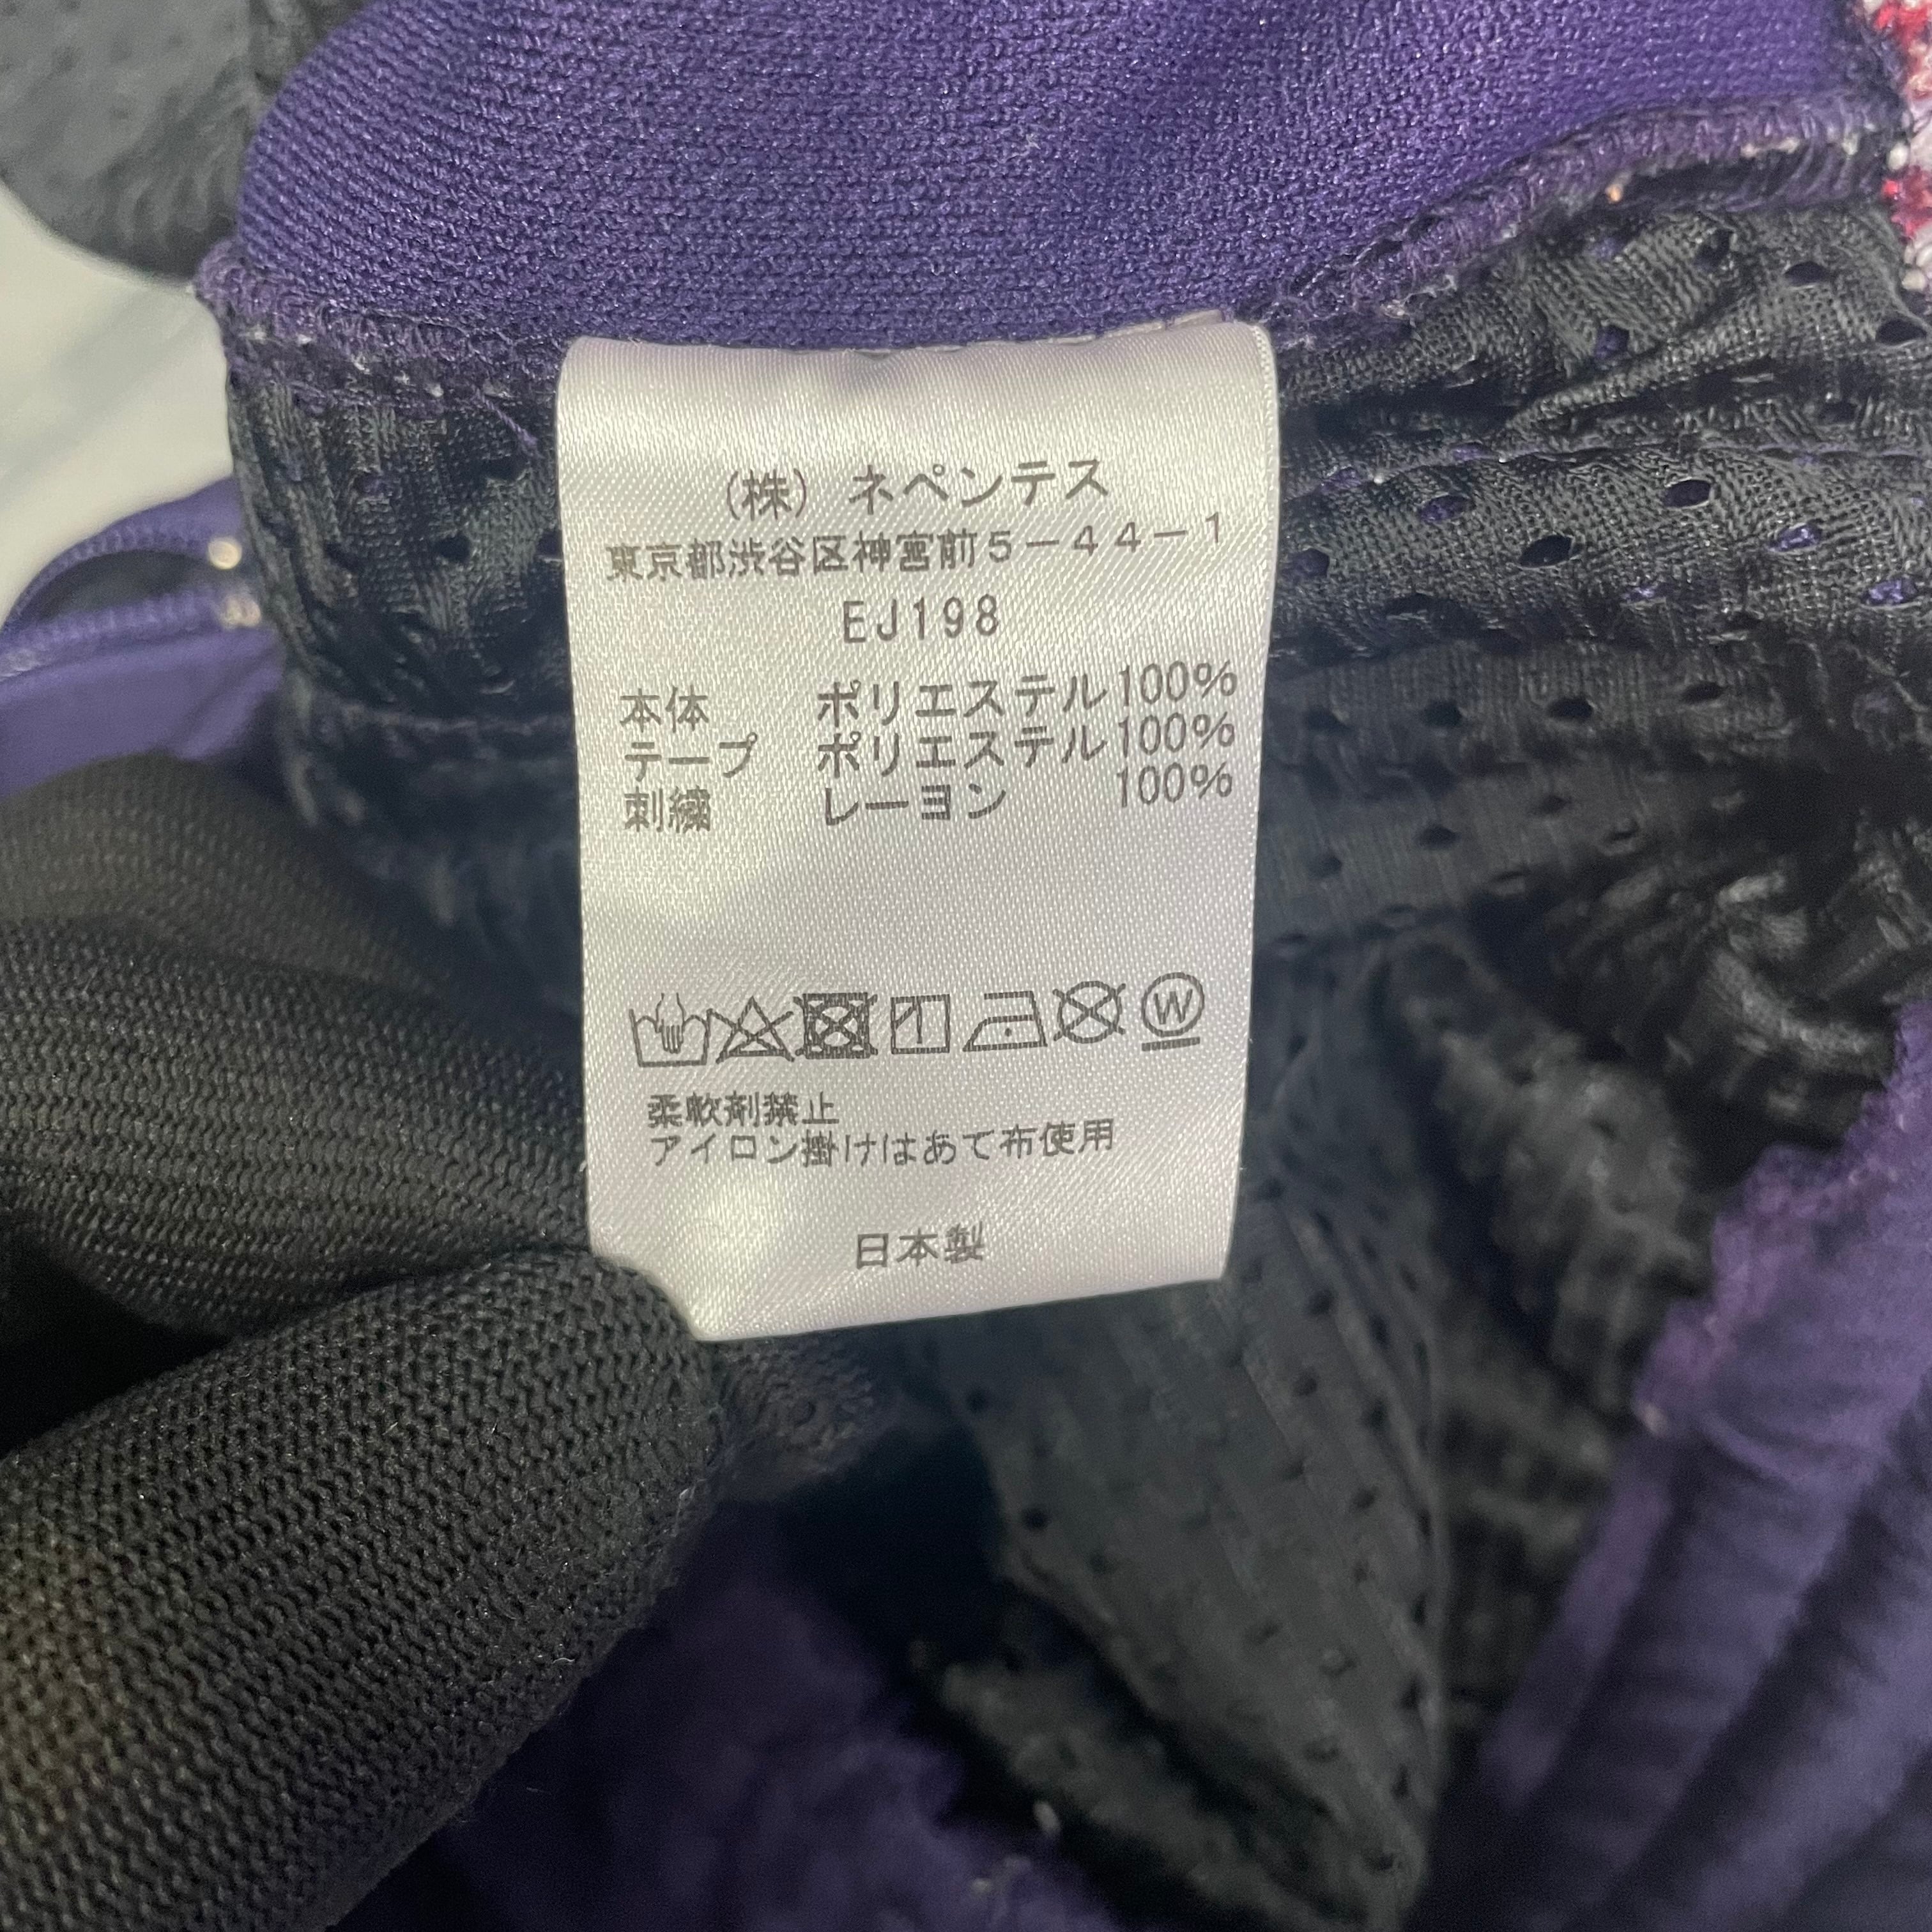 (株) ネペンテス
東京都渋谷区神宮前5-44-1
EJ198
本体 ポリエステル100%
テープ ポリエステル100%
刺繍 レーヨン 100%
W
柔軟剤禁止
アイロン掛けはあて布使用
日本製